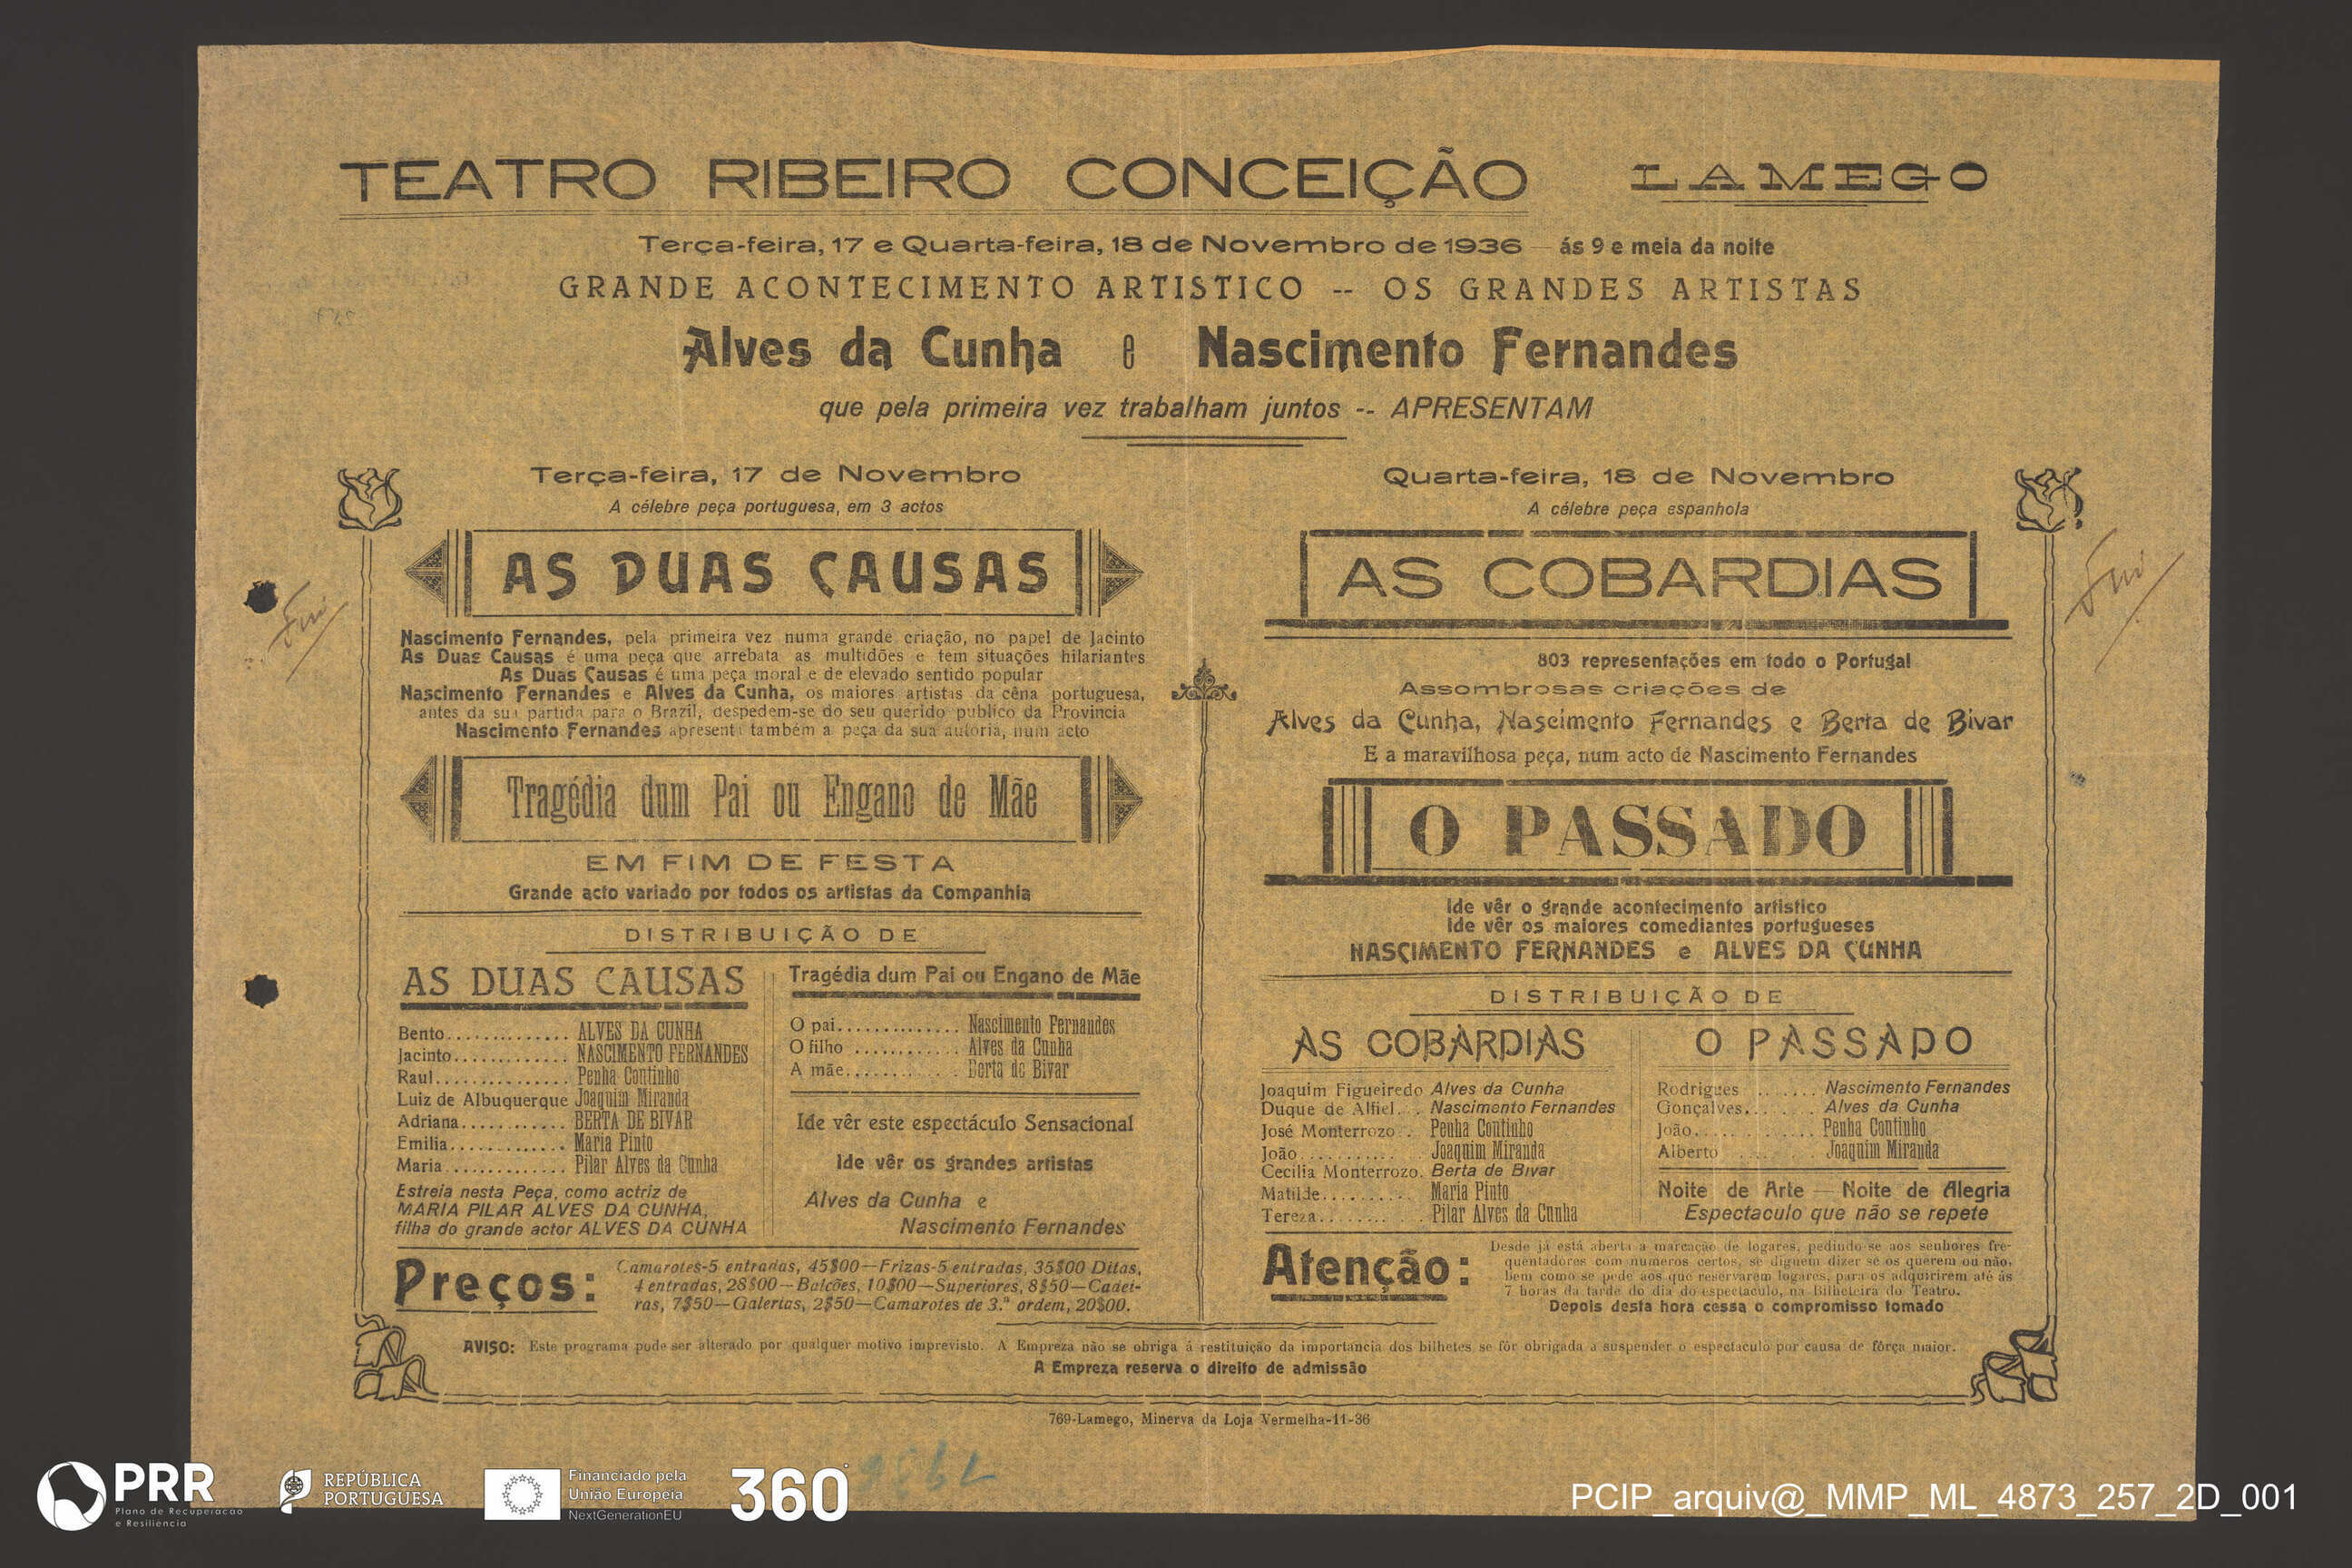 TEATRO RIBEIRO CONCEIÇÃO LAMEGO
Terça-feira, 17 e Quarta-feira, 18 de Novembro de 1936 — ás 9 e meia da noite
GRANDE ACONTECIMENTO ARTISTICO -- OS GRANDES ARTISTAS
Alves da Cunha e Nascimento Fernandes
que pela primeira vez trabalham juntos -- APRESENTAM
Terça-feira, 17 de Novembro
A célebre peça portuguesa, em 3 actos
AS DUAS CAUSAS
Nascimento Fernandes, pela primeira vez numa grande criação, no papel de Jacinto
As Duas Causas é uma peça que arrebata as multidões e tem situações hilariantes
As Duas Causas é uma peça moral e de elevado sentido popular
Nascimento Fernandes e Alves da Cunha, os maiores artistas da cêna portuguesa,
antes da sua partida para o Brazil, despedem-se do seu querido publico da Provincia
Nascimento Fernandes apresenta também a peça da sua autoria, num acto
Tragédia dum Pai ou Engano de Mãe
EM FIM DE FESTA
Grande acto variado por todos os artistas da Companhia
DISTRIBUIÇÃO DE
AS DUAS CAUSAS
Bento.............. ALVES DA CUNHA
Jacinto............. NASCIMENTO FERNANDES
Raul............... Penha Coutinho
Luiz de Albuquerque Joaquim Miranda
Adriana............ BERTA DE BIVAR
Emilia............. Maria Pinto
Maria.............. Pilar Alves da Cunha
Estreia nesta Peça, como actriz de
MARIA PILAR ALVES DA CUNHA,
filha do grande actor ALVES DA CUNHA
Tragédia dum Pai ou Engano de Mãe
O pai.............. Nascimento Fernandes
O filho ............ Alves da Cunha
A mãe............. Berta de Bivar
Ide vêr este espectáculo Sensacional
Ide vêr os grandes artistas
Alves da Cunha e
Nascimento Fernandes
Preços: Camarotes-5 entradas, 45$00—Frizas-5 entradas, 35$00 Ditas,
4 entradas, 28$00—Balcões, 10$00—Superiores, 8$50—Cadei-
ras, 7$50—Galerias, 2$50—Camarotes de 3.ª ordem, 20$00.
Quarta-feira, 18 de Novembro
A célebre peça espanhola
AS COBARDIAS
803 representações em todo o Portugal
Assombrosas criações de
Alves da Cunha, Nascimento Fernandes e Berta de Bivar
E a maravilhosa peça, num acto de Nascimento Fernandes
O PASSADO
Ide vêr o grande acontecimento artistico
Ide vêr os maiores comediantes portugueses
NASCIMENTO FERNANDES e ALVES DA CUNHA
DISTRIBUIÇÃO DE
AS COBARDIAS
Joaquim Figueiredo Alves da Cunha
Duque de Alfiel... Nascimento Fernandes
José Monterrozo .. Penha Coutinho
João............ Joaquim Miranda
Cecilia Monterrozo. Berta de Bivar
Matilde.......... Maria Pinto
Tereza........... Pilar Alves da Cunha
O PASSADO
Rodrigues ....... Nascimento Fernandes
Gonçalves........ Alves da Cunha
João............. Penha Coutinho
Alberto ......... Joaquim Miranda
Noite de Arte — Noite de Alegria
Espectaculo que não se repete
Atenção: Desde já está aberta a marcação de logares, pedindo-se aos senhores fre-
quentadores com numeros certos, se diguem dizer se os querem ou não,
bem como se pede aos que reservarem logares, para os adquirirem até ás
7 horas da tarde do dia do espectaculo, na Bilheteira do Teatro.
Depois desta hora cessa o compromisso tomado
AVISO: Este programa pude ser alterado por qualquer motivo imprevisto. A Empreza não se obriga á restituição da importancia dos bilhetes se fôr obrigada a suspender o espectaculo por causa de fôrça maior.
A Empreza reserva o direito de admissão
769-Lamego, Minerva da Loja Vermelha-11-36
PRR
Plano de Recuperação
e Resiliência
REPÚBLICA
PORTUGUESA
Financiado pela
União Europeia
NextGenerationEU
360°
PCIP_arquiv@_MMP_ML_4873_257_2D_001